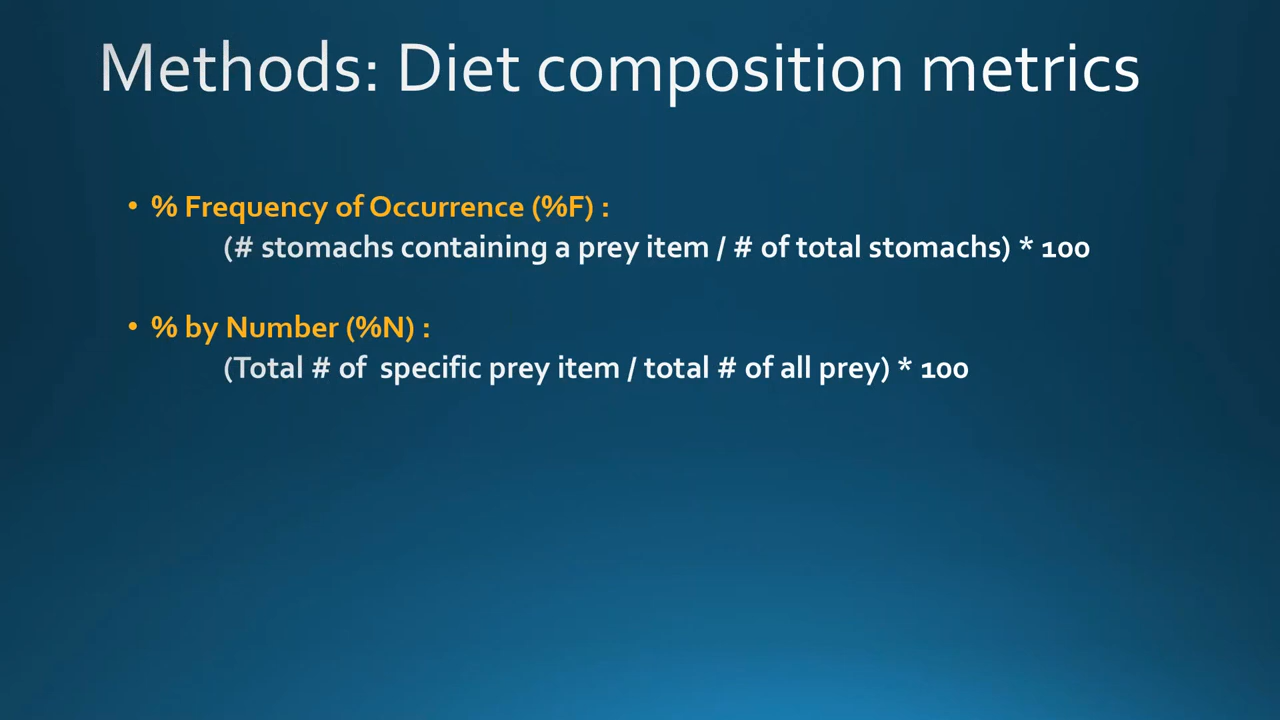 Methods: Diet composition metrics
• % Frequency of Occurrence (%F) :
(# stomachs containing a prey item / # of total stomachs) * 100
• % by Number (%N) :
(Total # of  specific prey item / total # of all prey) * 100